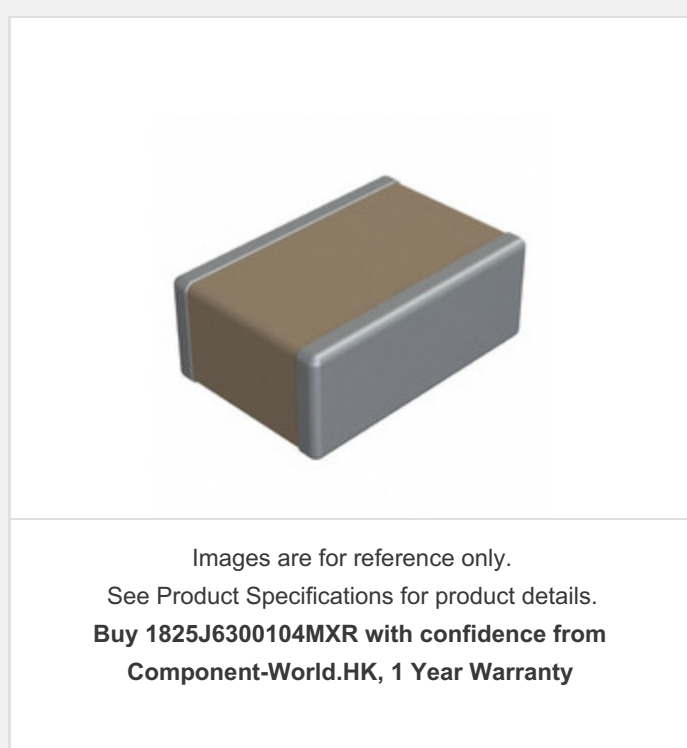 Images are for reference only.
See Product Specifications for product details.
Buy 1825J6300104MXR with confidence from
Component-World.HK, 1 Year Warranty